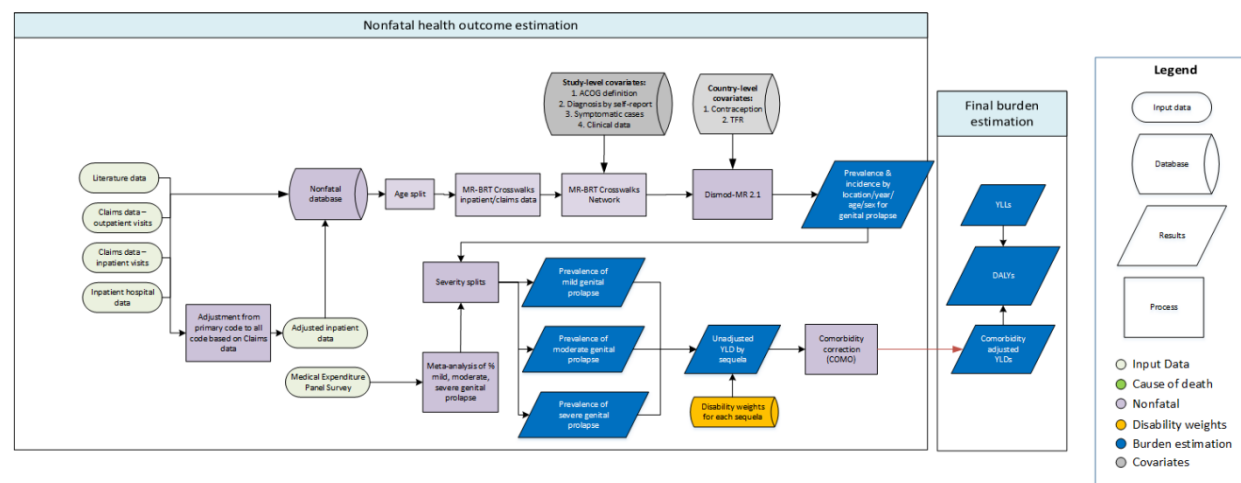 Nonfatal health outcome estimation
Study-level covariates:
1. ACOG definition
2. Diagnosis by self-report
3. Symptomatic cases
4. Clinical data
Country-level
covariates:
1. Contraception
2. TFR
Literature data
Claims data –
outpatient visits
Claims data –
inpatient visits
Inpatient hospital
data
Nonfatal
database
Age split
MR-BRT Crosswalks
inpatient/claims data
MR-BRT Crosswalks
Network
Dismod-MR 2.1
Prevalence &
incidence by
location/year/
age/sex for
genital prolapse
Adjustment from
primary code to all
code based on Claims
data
Adjusted inpatient
data
Medical Expenditure
Panel Survey
Severity splits
Meta-analysis of %
mild, moderate,
severe genital
prolapse
Prevalence of
mild genital
prolapse
Prevalence of
moderate genital
prolapse
Prevalence of
severe genital
prolapse
Unadjusted
YLD by
sequela
Disability weights
for each sequela
Comorbidity
correction
(COMO)
Final burden
estimation
YLLs
DALYs
Comorbidity
adjusted
YLDs
Legend
Input data
Database
Results
Process
Input Data
Cause of death
Nonfatal
Disability weights
Burden estimation
Covariates